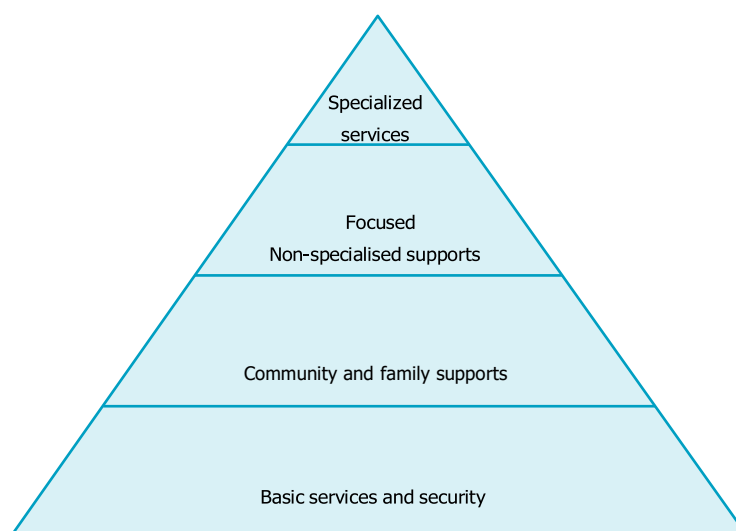 Specialized
services
Focused
Non-specialised supports
Community and family supports
Basic services and security